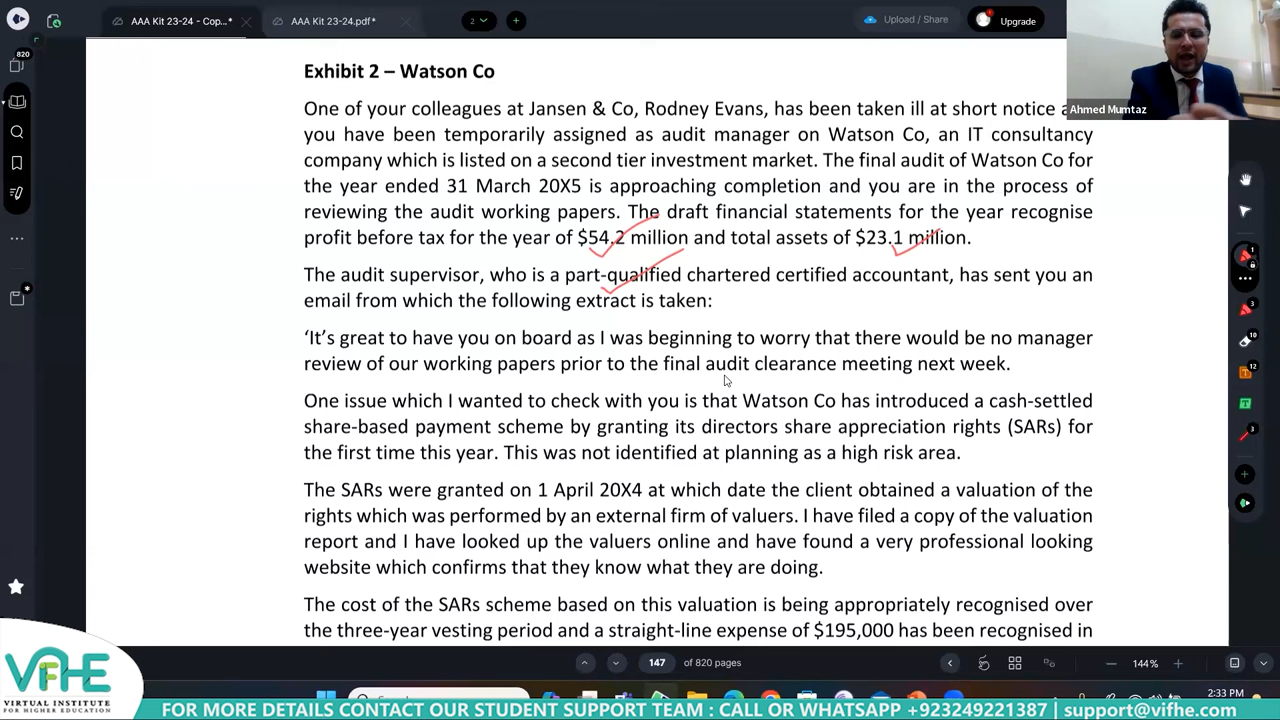 AAA Kit 23-24 - Cop...*
AAA Kit 23-24.pdf*
2
Upload / Share
Upgrade
Ahmed Mumtaz
820
Exhibit 2 – Watson Co
One of your colleagues at Jansen & Co, Rodney Evans, has been taken ill at short notice
you have been temporarily assigned as audit manager on Watson Co, an IT consultancy
company which is listed on a second tier investment market. The final audit of Watson Co for
the year ended 31 March 20X5 is approaching completion and you are in the process of
reviewing the audit working papers. The draft financial statements for the year recognise
profit before tax for the year of $54.2 million and total assets of $23.1 million.
The audit supervisor, who is a part-qualified chartered certified accountant, has sent you an
email from which the following extract is taken:
‘It’s great to have you on board as I was beginning to worry that there would be no manager
review of our working papers prior to the final audit clearance meeting next week.
One issue which I wanted to check with you is that Watson Co has introduced a cash-settled
share-based payment scheme by granting its directors share appreciation rights (SARs) for
the first time this year. This was not identified at planning as a high risk area.
The SARs were granted on 1 April 20X4 at which date the client obtained a valuation of the
rights which was performed by an external firm of valuers. I have filed a copy of the valuation
report and I have looked up the valuers online and have found a very professional looking
website which confirms that they know what they are doing.
The cost of the SARs scheme based on this valuation is being appropriately recognised over
the three-year vesting period and a straight-line expense of $195,000 has been recognised in
1
3
10
12
3
147 of 820 pages
144%
2:33 PM
VIFHE
VIRTUAL INSTITUTE
FOR HIGHER EDUCATION
FOR MORE DETAILS CONTACT OUR STUDENT SUPPORT TEAM : CALL OR WHATSAPP +923249221387 | support@vifhe.com